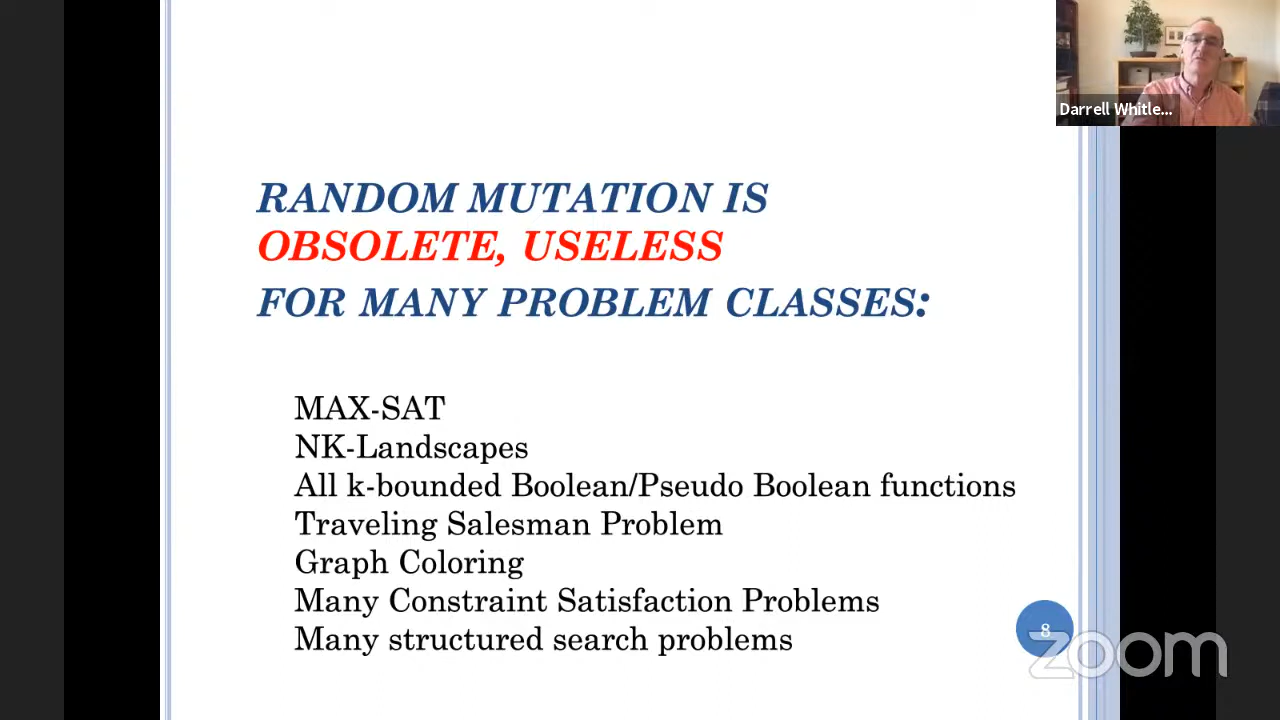 Darrell Whitle...
RANDOM MUTATION IS
OBSOLETE, USELESS
FOR MANY PROBLEM CLASSES:
MAX-SAT
NK-Landscapes
All k-bounded Boolean/Pseudo Boolean functions
Traveling Salesman Problem
Graph Coloring
Many Constraint Satisfaction Problems
Many structured search problems
8
zoom